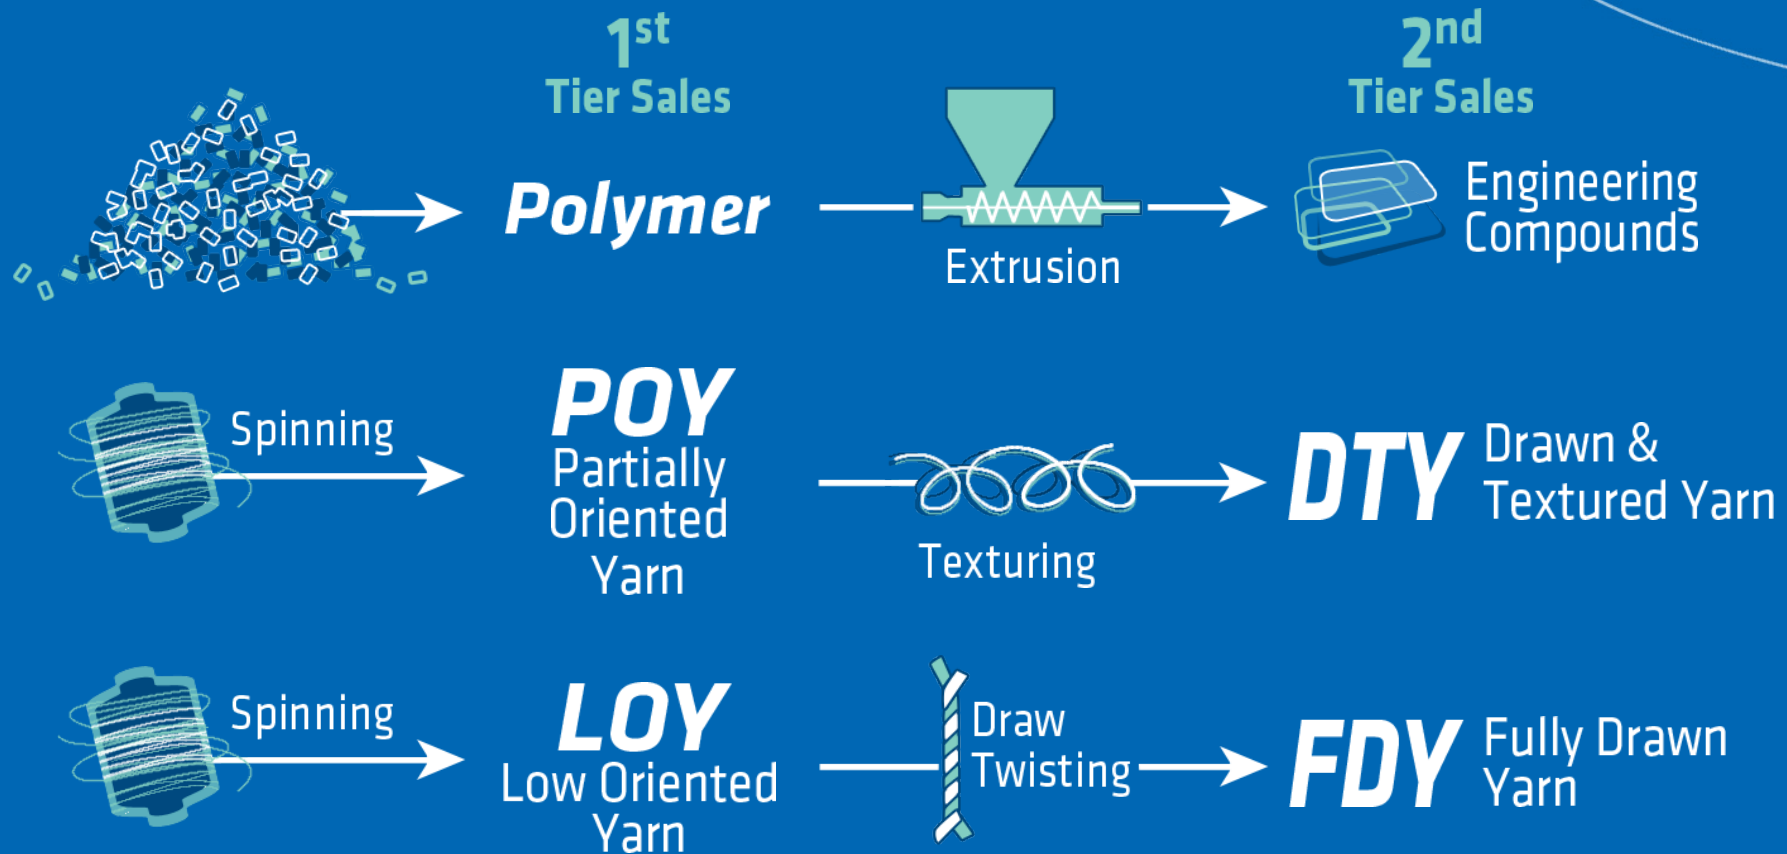 1st
Tier Sales
2nd
Tier Sales
Polymer
Extrusion
Engineering
Compounds
Spinning
POY
Partially
Oriented
Yarn
Texturing
DTY
Drawn &
Textured Yarn
Spinning
LOY
Low Oriented
Yarn
Draw
Twisting
FDY
Fully Drawn
Yarn